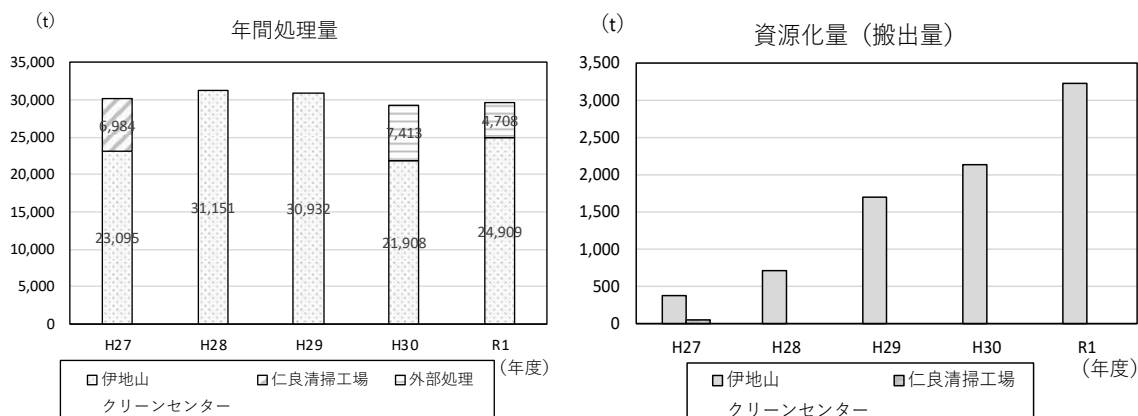 (t)
年間処理量
35,000
30,000
25,000
20,000
15,000
10,000
5,000
0
6,984
23,095
31,151
30,932
7,413
21,908
4,708
24,909
H27 H28 H29 H30 R1
(年度)
伊地山 仁良清掃工場 外部処理
クリーンセンター
(t)
資源化量（搬出量）
3,500
3,000
2,500
2,000
1,500
1,000
500
0
H27 H28 H29 H30 R1
(年度)
伊地山 仁良清掃工場
クリーンセンター